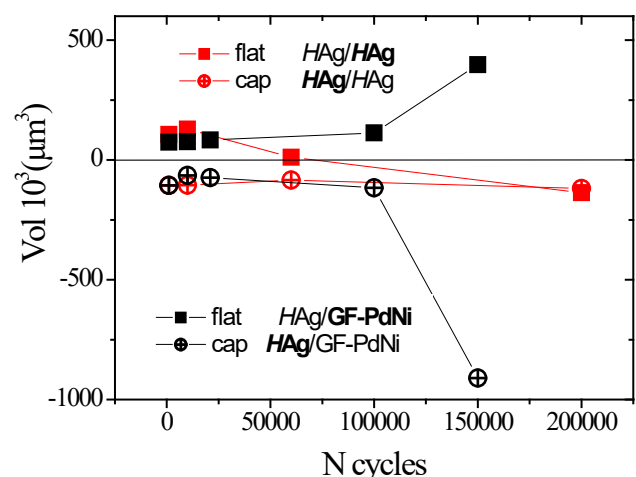 500
flat HAg/HAg
cap HAg/HAg
0
Vol 10³(μm³)
-500
flat HAg/GF-PdNi
cap HAg/GF-PdNi
-1000
0 50000 100000 150000 200000
N cycles